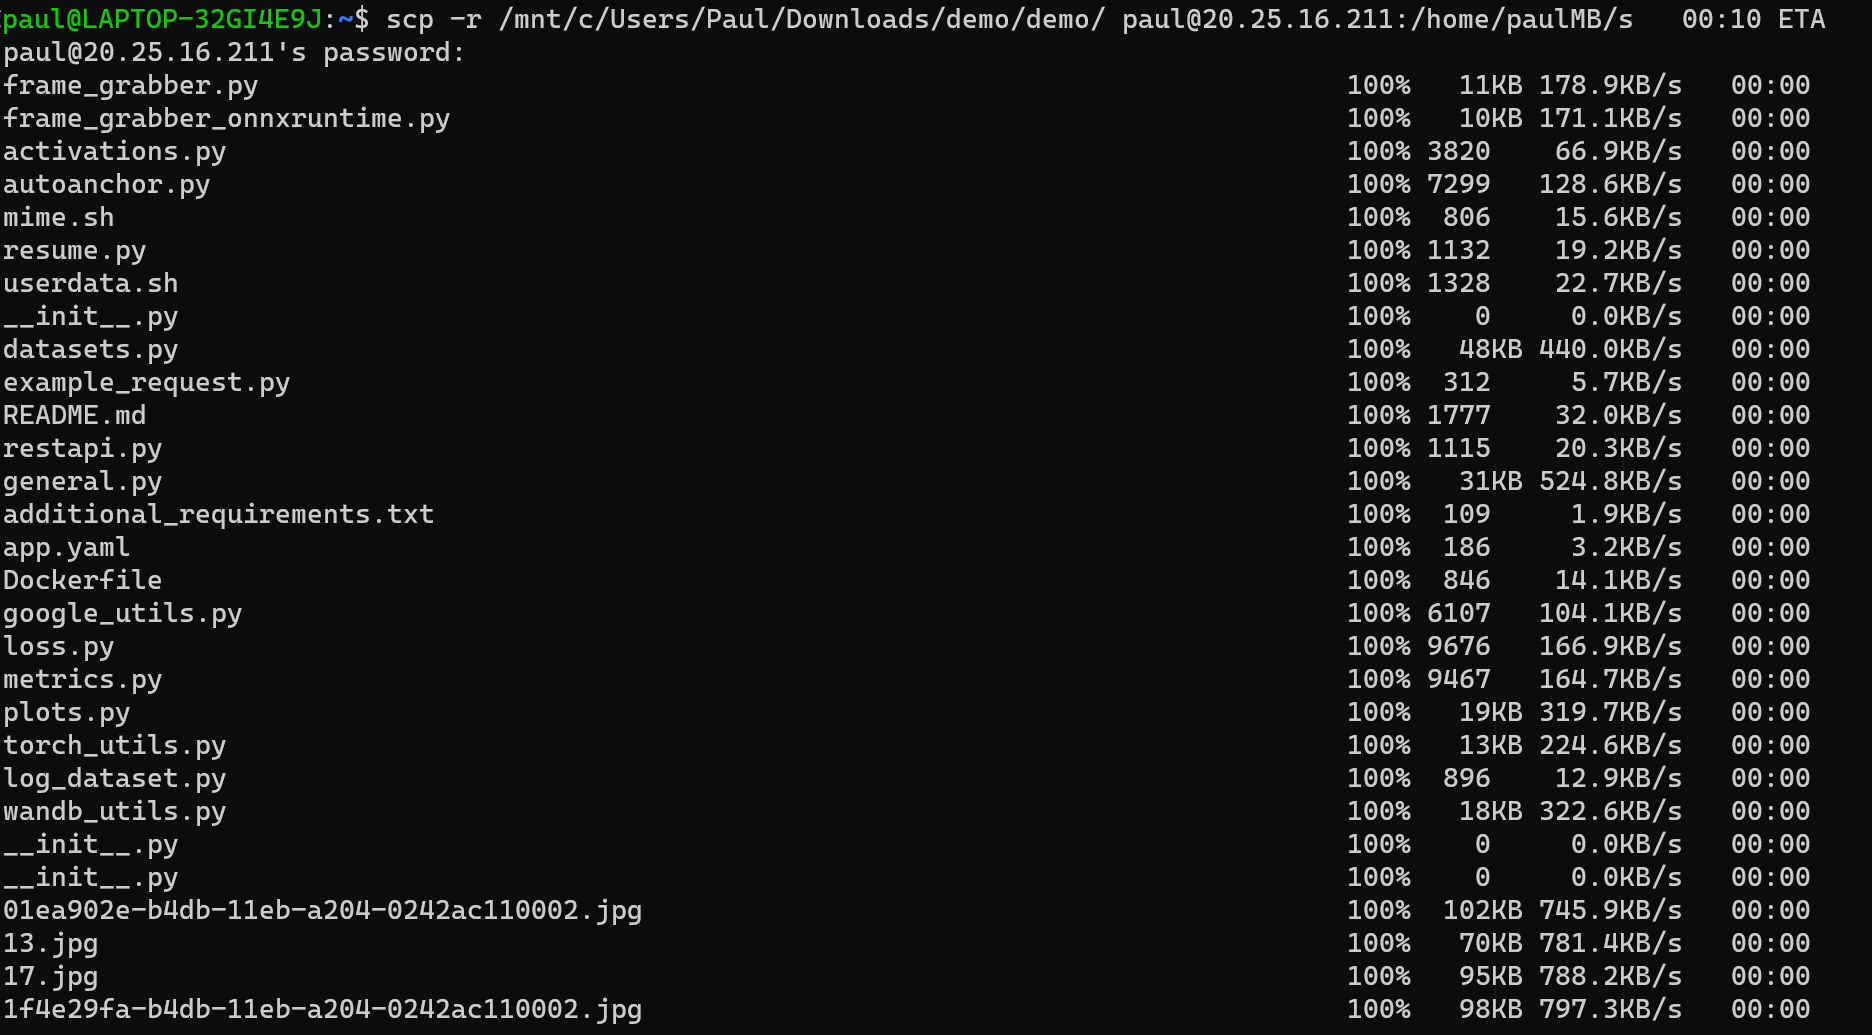 paul@LAPTOP-32GI4E9J:~$ scp -r /mnt/c/Users/Paul/Downloads/demo/demo/ paul@20.25.16.211:/home/paulMB/s   00:10 ETA
paul@20.25.16.211's password:
frame_grabber.py 100% 11KB 178.9KB/s 00:00
frame_grabber_onnxruntime.py 100% 10KB 171.1KB/s 00:00
activations.py 100% 3820 66.9KB/s 00:00
autoanchor.py 100% 7299 128.6KB/s 00:00
mime.sh 100% 806 15.6KB/s 00:00
resume.py 100% 1132 19.2KB/s 00:00
userdata.sh 100% 1328 22.7KB/s 00:00
__init__.py 100% 0 0.0KB/s 00:00
datasets.py 100% 48KB 440.0KB/s 00:00
example_request.py 100% 312 5.7KB/s 00:00
README.md 100% 1777 32.0KB/s 00:00
restapi.py 100% 1115 20.3KB/s 00:00
general.py 100% 31KB 524.8KB/s 00:00
additional_requirements.txt 100% 109 1.9KB/s 00:00
app.yaml 100% 186 3.2KB/s 00:00
Dockerfile 100% 846 14.1KB/s 00:00
google_utils.py 100% 6107 104.1KB/s 00:00
loss.py 100% 9676 166.9KB/s 00:00
metrics.py 100% 9467 164.7KB/s 00:00
plots.py 100% 19KB 319.7KB/s 00:00
torch_utils.py 100% 13KB 224.6KB/s 00:00
log_dataset.py 100% 896 12.9KB/s 00:00
wandb_utils.py 100% 18KB 322.6KB/s 00:00
__init__.py 100% 0 0.0KB/s 00:00
__init__.py 100% 0 0.0KB/s 00:00
01ea902e-b4db-11eb-a204-0242ac110002.jpg 100% 102KB 745.9KB/s 00:00
13.jpg 100% 70KB 781.4KB/s 00:00
17.jpg 100% 95KB 788.2KB/s 00:00
1f4e29fa-b4db-11eb-a204-0242ac110002.jpg 100% 98KB 797.3KB/s 00:00